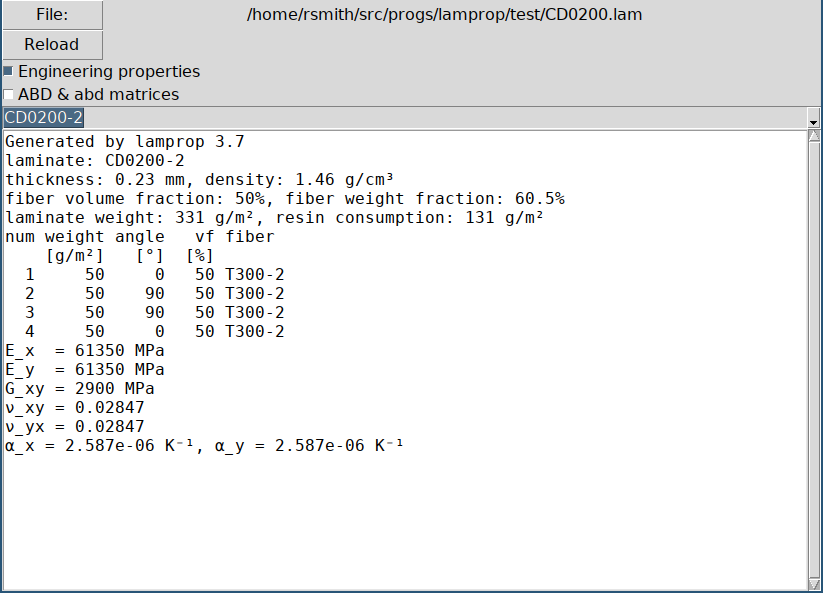 File: /home/rsmith/src/progs/lamprop/test/CD0200.lam
Reload
Engineering properties
ABD & abd matrices
CD0200-2
Generated by lamprop 3.7
laminate: CD0200-2
thickness: 0.23 mm, density: 1.46 g/cm³
fiber volume fraction: 50%, fiber weight fraction: 60.5%
laminate weight: 331 g/m², resin consumption: 131 g/m²
num weight angle   vf fiber
    [g/m²]   [°]  [%]
  1     50     0   50 T300-2
  2     50    90   50 T300-2
  3     50    90   50 T300-2
  4     50     0   50 T300-2
E_x  = 61350 MPa
E_y  = 61350 MPa
G_xy = 2900 MPa
ν_xy = 0.02847
ν_yx = 0.02847
α_x = 2.587e-06 K⁻¹, α_y = 2.587e-06 K⁻¹